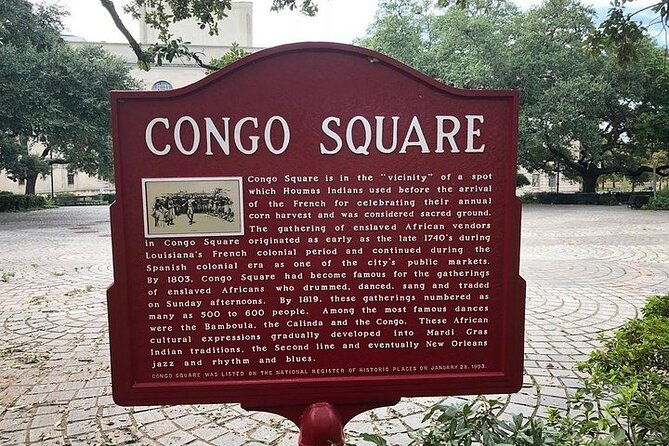 CONGO SQUARE
Congo Square is in the "vicinity" of a spot
which Houmas Indians used before the arrival
of the French for celebrating their annual
corn harvest and was considered sacred ground.
The gathering of enslaved African vendors
in Congo Square originated as early as the late 1740's during
Louisiana's French colonial period and continued during the
Spanish colonial era as one of the city's public markets.
By 1803, Congo Square had become famous for the gatherings
of enslaved Africans who drummed, danced, sang and traded
on Sunday afternoons. By 1819, these gatherings numbered as
many as 500 to 600 people. Among the most famous dances
were the Bamboula, the Calinda and the Congo. These African
cultural expressions gradually developed into Mardi Gras
Indian traditions, the Second line and eventually New Orleans
jazz and rhythm and blues.
CONGO SQUARE WAS LISTED ON THE NATIONAL REGISTER OF HISTORIC PLACES ON JANUARY 28, 1993.